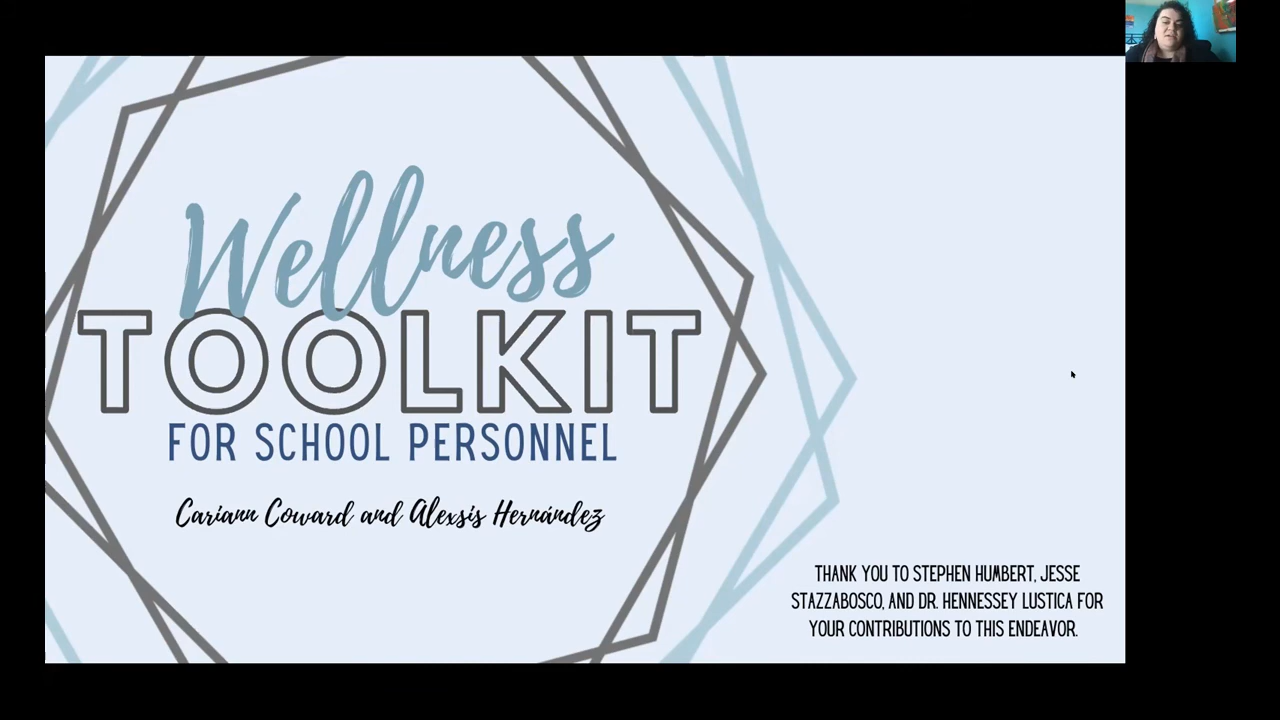 Wellness
TOOLKIT
FOR SCHOOL PERSONNEL
Cariann Coward and Alexsis Hernández
THANK YOU TO STEPHEN HUMBERT, JESSE
STAZZABOSCO, AND DR. HENNESSEY LUSTICA FOR
YOUR CONTRIBUTIONS TO THIS ENDEAVOR.